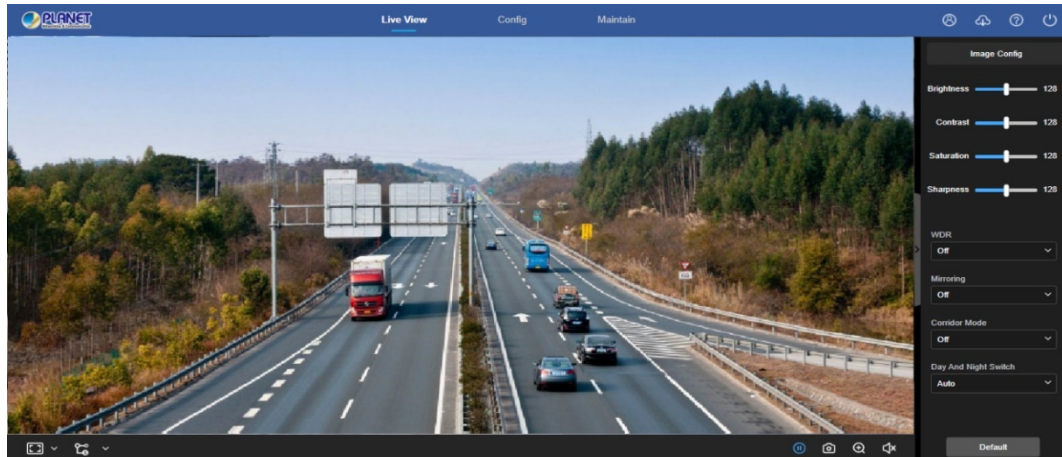 PLANET
Live View
Config
Maintain
Image Config
Brightness 128
Contrast 128
Saturation 128
Sharpness 128
WDR
Off
Mirroring
Off
Corridor Mode
Off
Day And Night Switch
Auto
Default